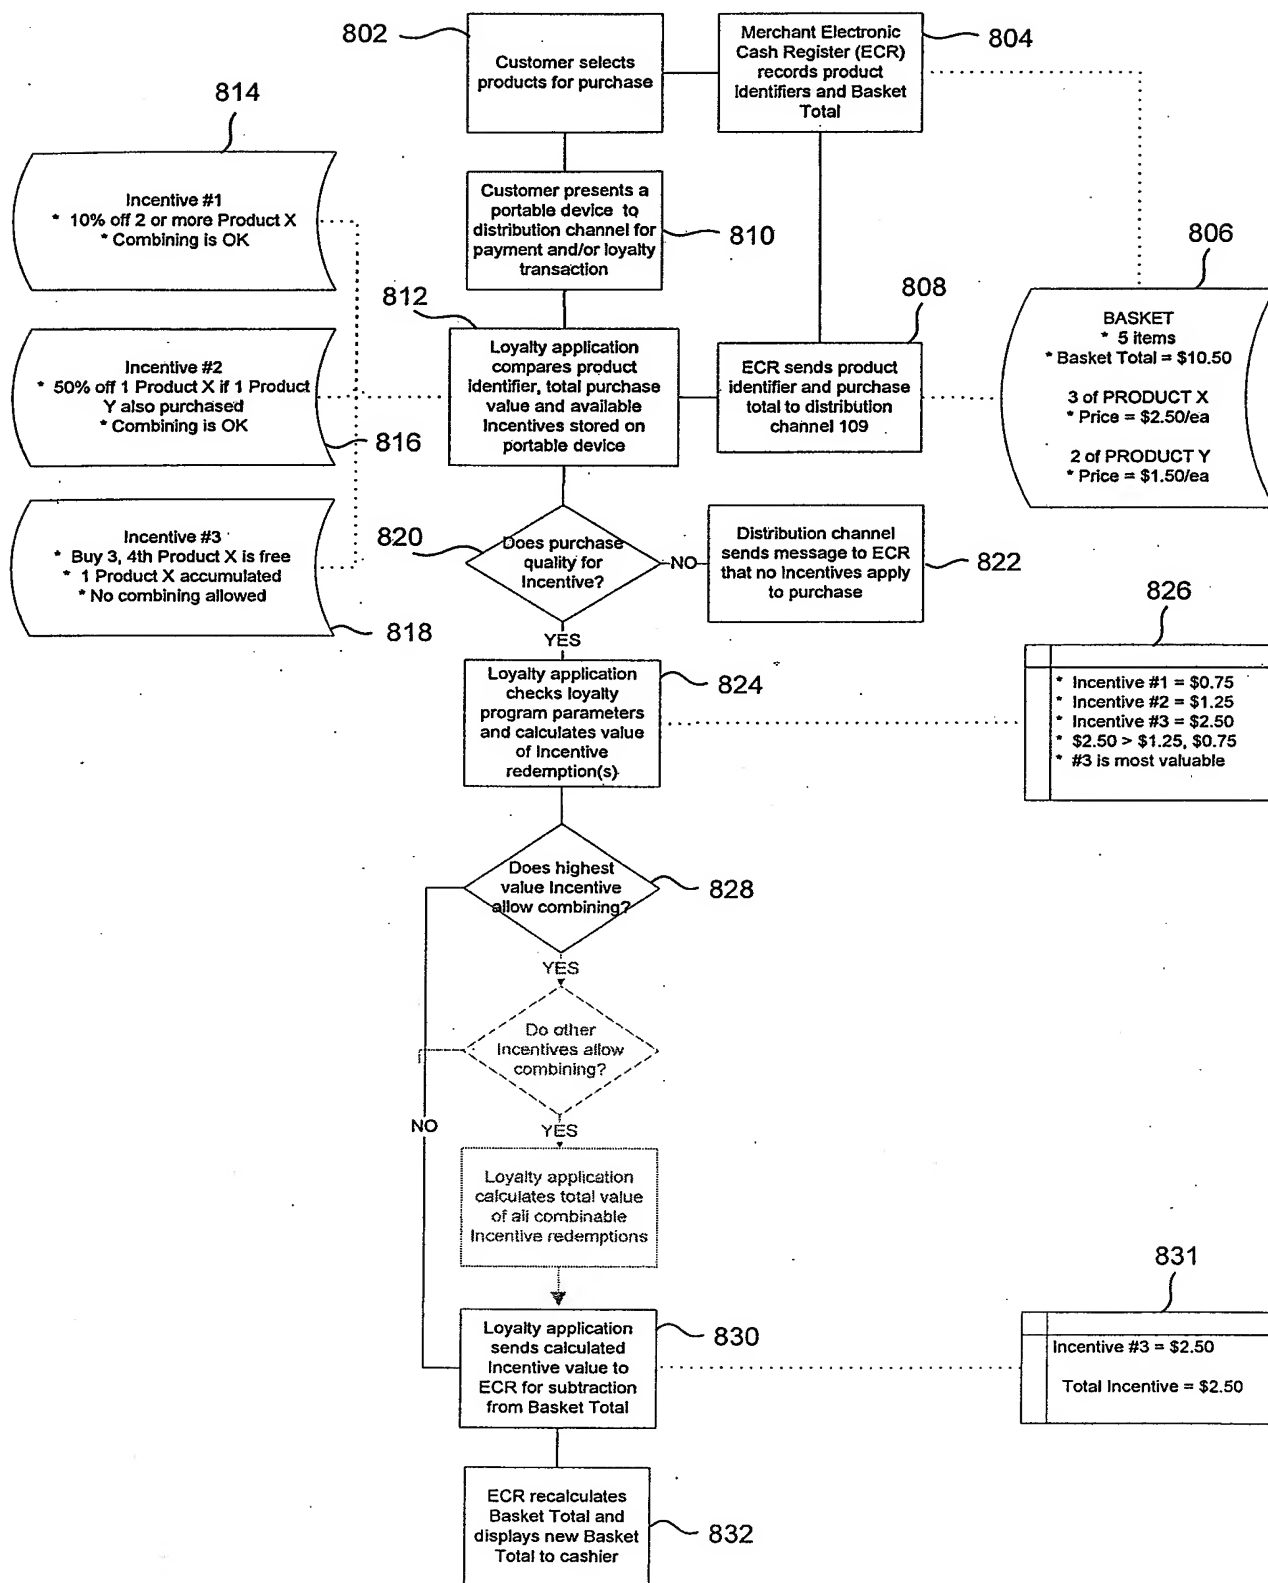 802
Customer selects
products for purchase
Merchant Electronic
Cash Register (ECR)
records product
Identifiers and Basket
Total
804
814
Incentive #1
* 10% off 2 or more Product X
* Combining is OK
Customer presents a
portable device to
distribution channel for
payment and/or loyalty
transaction
810
806
BASKET
* 5 items
* Basket Total = $10.50
3 of PRODUCT X
* Price = $2.50/ea
2 of PRODUCT Y
* Price = $1.50/ea
812
Loyalty application
compares product
identifier, total purchase
value and available
Incentives stored on
portable device
808
ECR sends product
identifier and purchase
total to distribution
channel 109
Incentive #2
* 50% off 1 Product X if 1 Product
Y also purchased
* Combining is OK
816
Incentive #3
* Buy 3, 4th Product X is free
* 1 Product X accumulated
* No combining allowed
818
820
Does purchase
quality for
Incentive?
NO
Distribution channel
sends message to ECR
that no Incentives apply
to purchase
822
YES
Loyalty application
checks loyalty
program parameters
and calculates value
of Incentive
redemption(s)
824
826
* Incentive #1 = $0.75
* Incentive #2 = $1.25
* Incentive #3 = $2.50
* $2.50 > $1.25, $0.75
* #3 is most valuable
Does highest
value Incentive
allow combining?
828
YES
Do other
Incentives allow
combining?
NO
YES
Loyalty application
calculates total value
of all combinable
Incentive redemptions
Loyalty application
sends calculated
Incentive value to
ECR for subtraction
from Basket Total
830
831
Incentive #3 = $2.50
Total Incentive = $2.50
ECR recalculates
Basket Total and
displays new Basket
Total to cashier
832